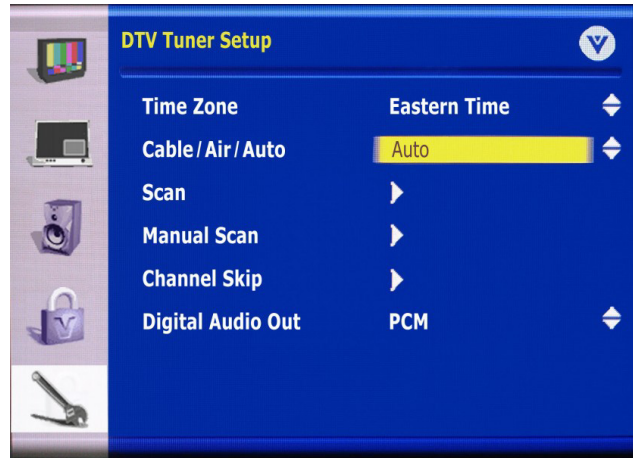 DTV Tuner Setup
V
Time Zone Eastern Time
Cable/Air/Auto Auto
Scan
Manual Scan
Channel Skip
Digital Audio Out PCM
V